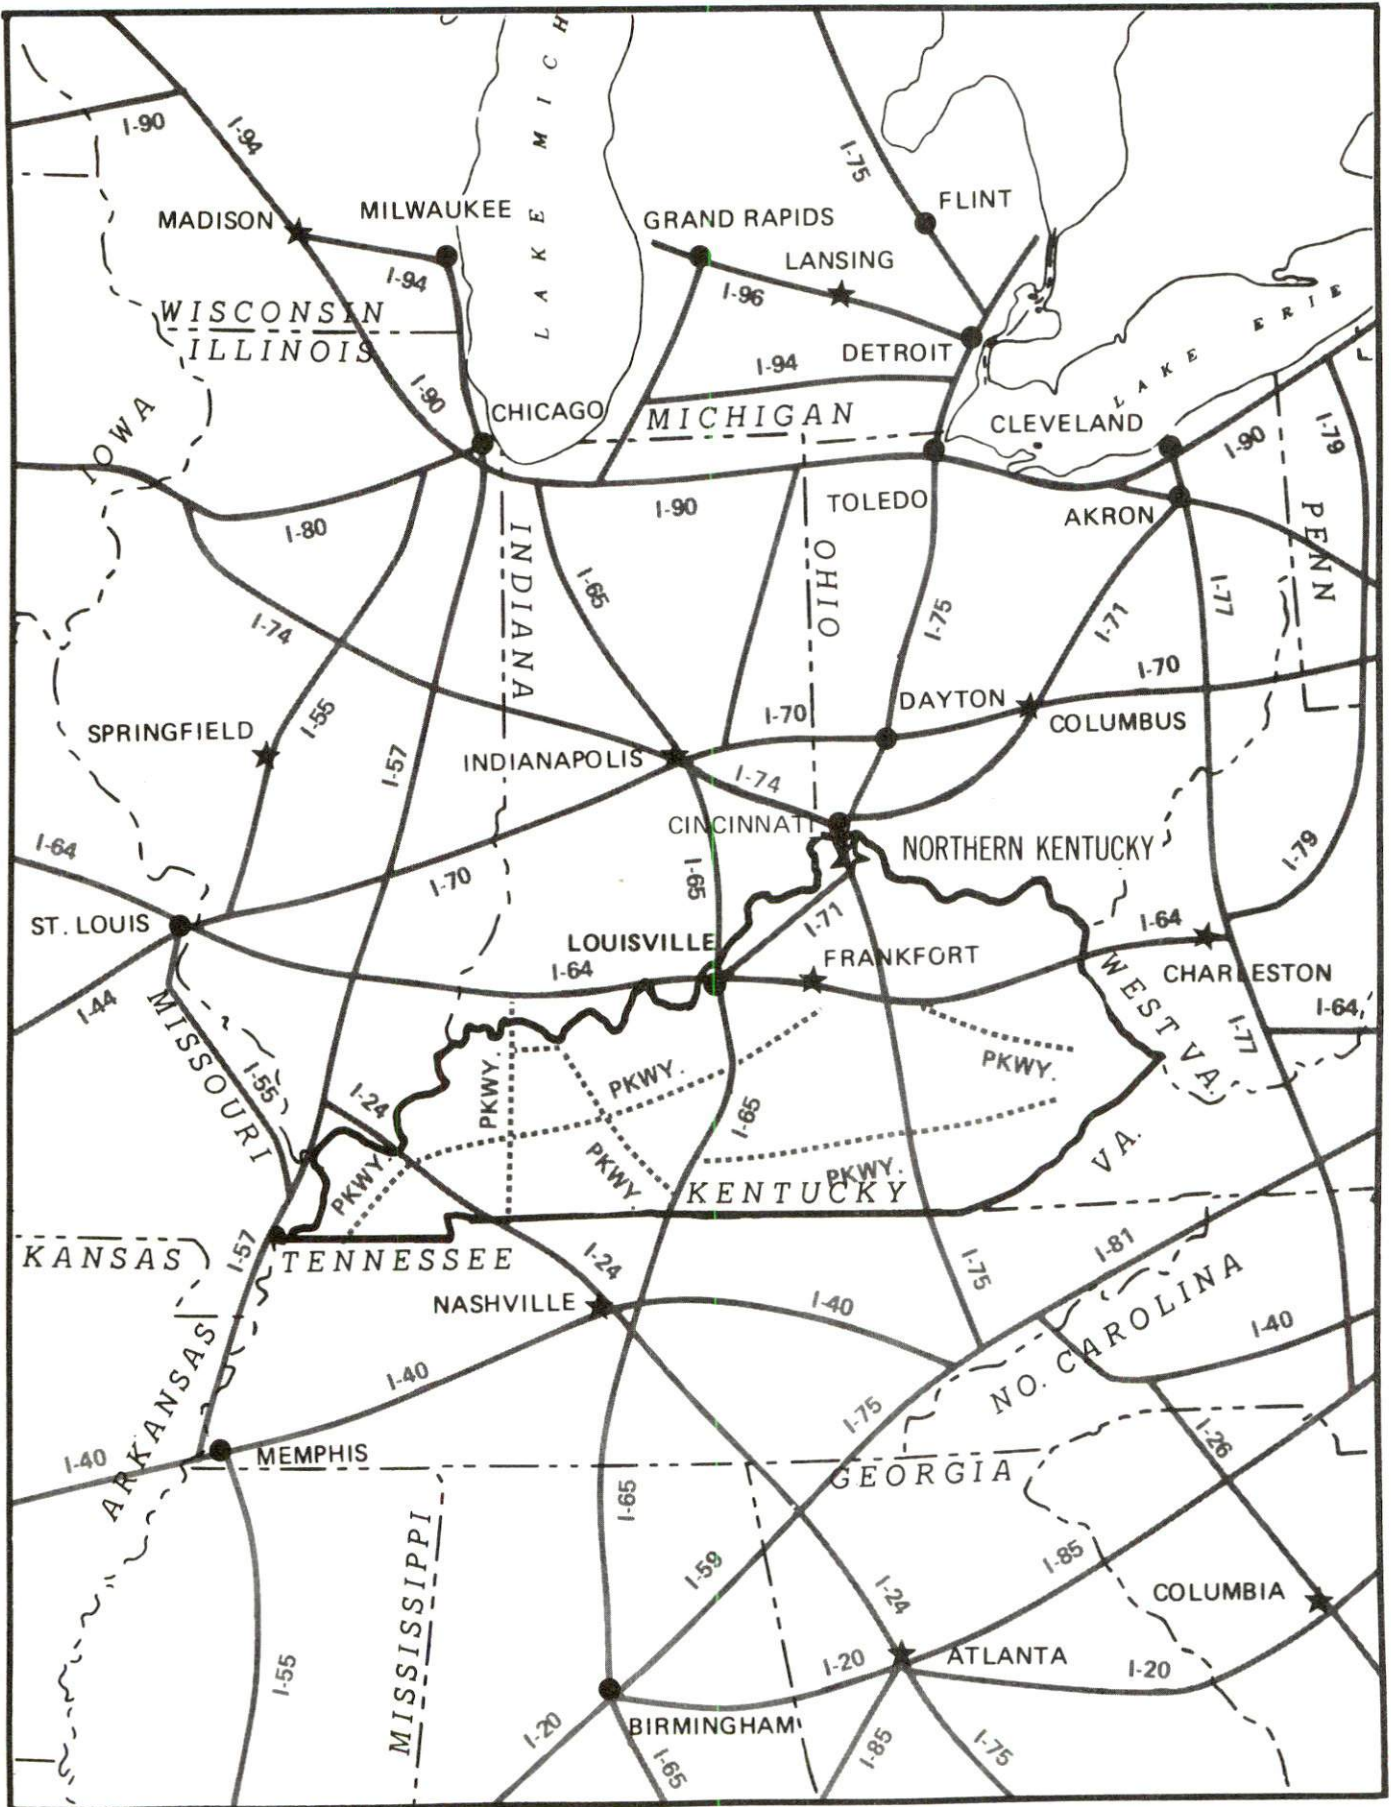 LAKE MICH
I-90
I-94
I-75
MADISON
MILWAUKEE
GRAND RAPIDS
FLINT
LANSING
I-94
I-96
WISCONSIN
ILLINOIS
DETROIT
LAKE ERIE
I-94
I-90
CHICAGO
MICHIGAN
CLEVELAND
I-90
I-79
IOWA
I-80
I-90
TOLEDO
AKRON
PENN
INDIANA
OHIO
I-65
I-75
I-71
I-77
I-74
I-70
SPRINGFIELD
I-55
I-57
INDIANAPOLIS
I-70
DAYTON
COLUMBUS
I-74
CINCINNATI
NORTHERN KENTUCKY
I-64
I-70
I-65
I-79
ST. LOUIS
LOUISVILLE
I-71
FRANKFORT
I-64
I-64
CHARLESTON
I-44
MISSOURI
WEST VA.
I-64
I-77
I-55
I-24
PKWY.
PKWY.
PKWY.
I-65
PKWY.
PKWY.
PKWY.
VA.
KENTUCKY
KANSAS
I-57
TENNESSEE
I-24
I-75
I-81
NASHVILLE
I-40
NO. CAROLINA
I-40
ARKANSAS
I-40
I-75
I-40
MEMPHIS
GEORGIA
I-26
MISSISSIPPI
I-65
I-59
I-85
I-24
COLUMBIA
I-55
I-20
ATLANTA
I-20
I-20
BIRMINGHAM
I-65
I-85
I-75